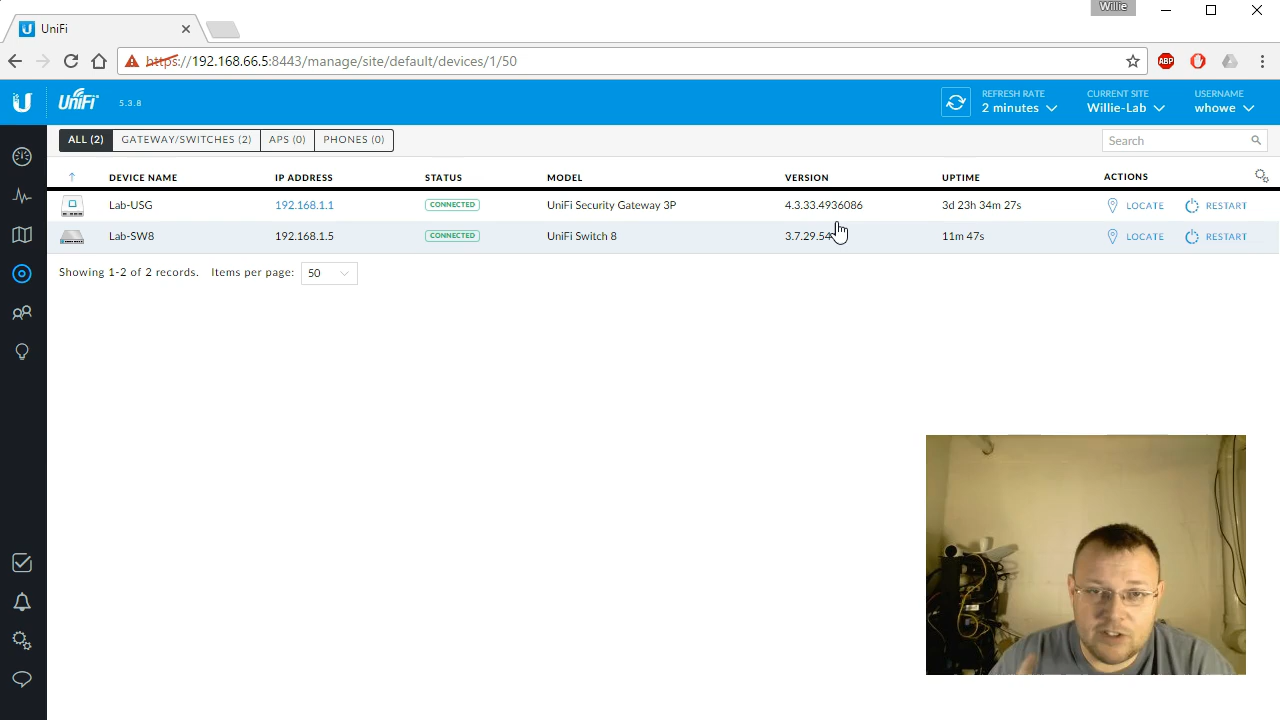 Willie
UniFi
https://192.168.66.5:8443/manage/site/default/devices/1/50
ABP
U UniFi 5.3.8
REFRESH RATE CURRENT SITE USERNAME
2 minutes Willie-Lab whowe
ALL (2) GATEWAY/SWITCHES (2) APS (0) PHONES (0) Search
DEVICE NAME IP ADDRESS STATUS MODEL VERSION UPTIME ACTIONS
Lab-USG 192.168.1.1 CONNECTED UniFi Security Gateway 3P 4.3.33.4936086 3d 23h 34m 27s LOCATE RESTART
Lab-SW8 192.168.1.5 CONNECTED UniFi Switch 8 11m 47s LOCATE RESTART
Showing 1-2 of 2 records. Items per page: 50